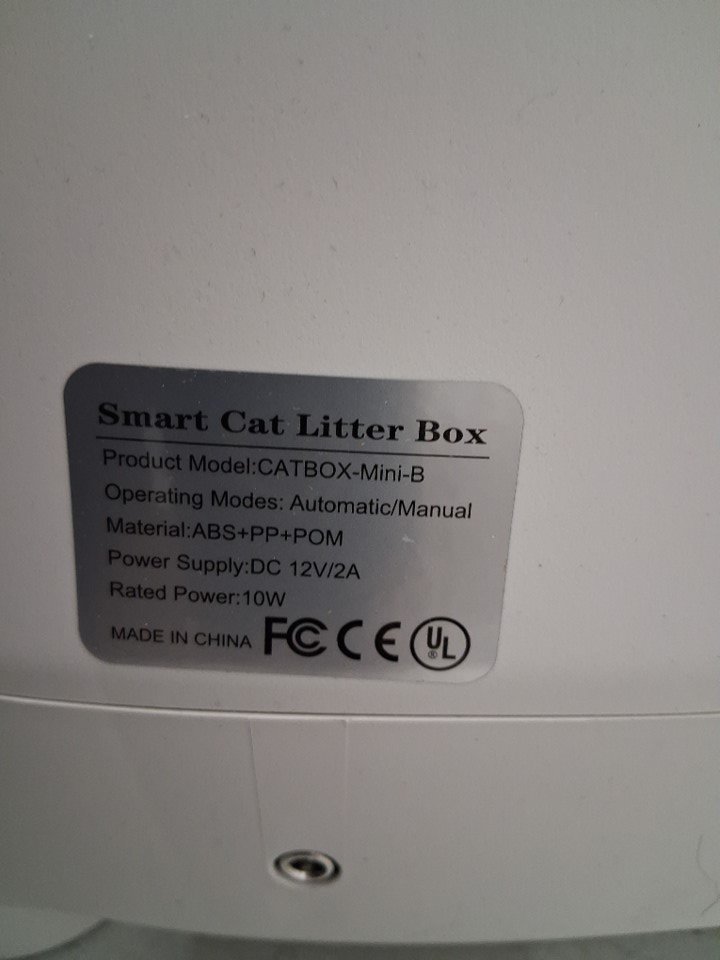 Smart Cat Litter Box
Product Model:CATBOX-Mini-B
Operating Modes: Automatic/Manual
Material:ABS+PP+POM
Power Supply:DC 12V/2A
Rated Power:10W
MADE IN CHINA FC CE UL ®